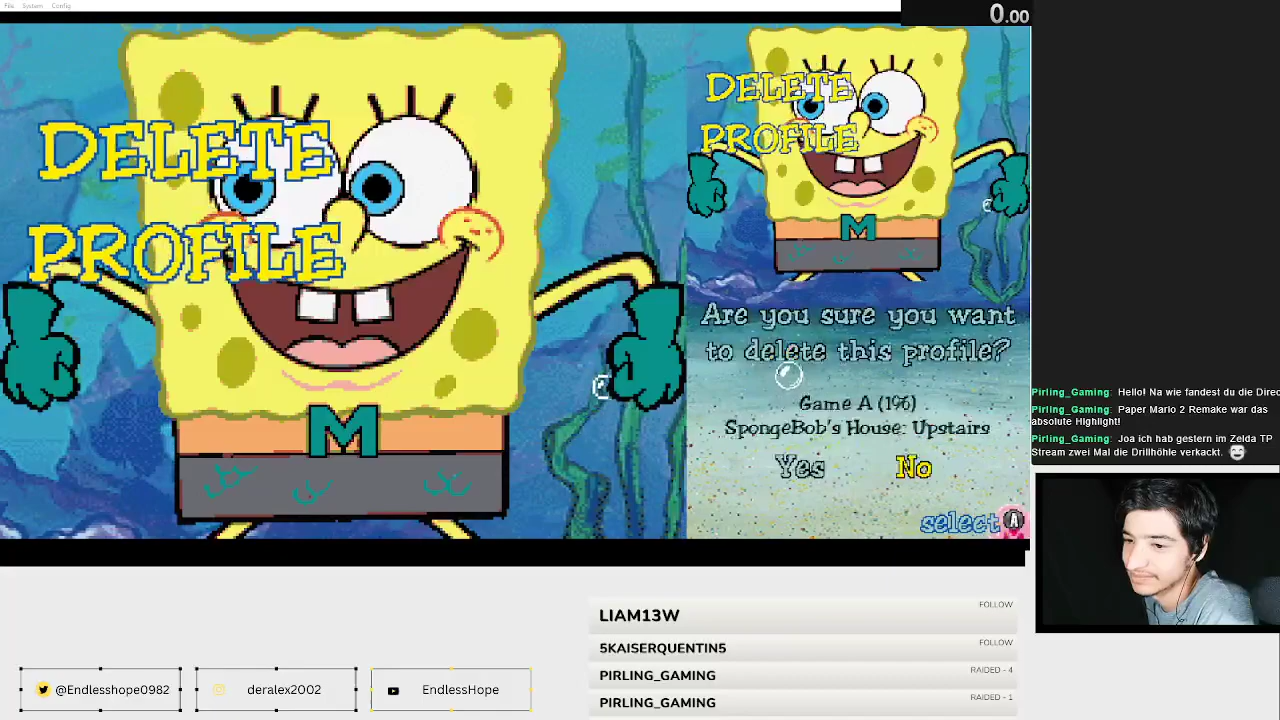 File System Config
0.00
DELETE
PROFILE
M
DELETE
PROFILE
M
Are you sure you want
to delete this profile?
Game A (1%)
SpongeBob's House: Upstairs
Yes No
select A
Pirling_Gaming: Hello! Na wie fandest du die Direc
Pirling_Gaming: Paper Mario 2 Remake war das
absolute Highlight!
Pirling_Gaming: Joa ich hab gestern im Zelda TP
Stream zwei Mal die Drillhöhle verkackt.
LIAM13W FOLLOW
5KAISERQUENTIN5 FOLLOW
PIRLING_GAMING RAIDED - 4
PIRLING_GAMING RAIDED - 1
@Endlesshope0982 deralex2002 EndlessHope